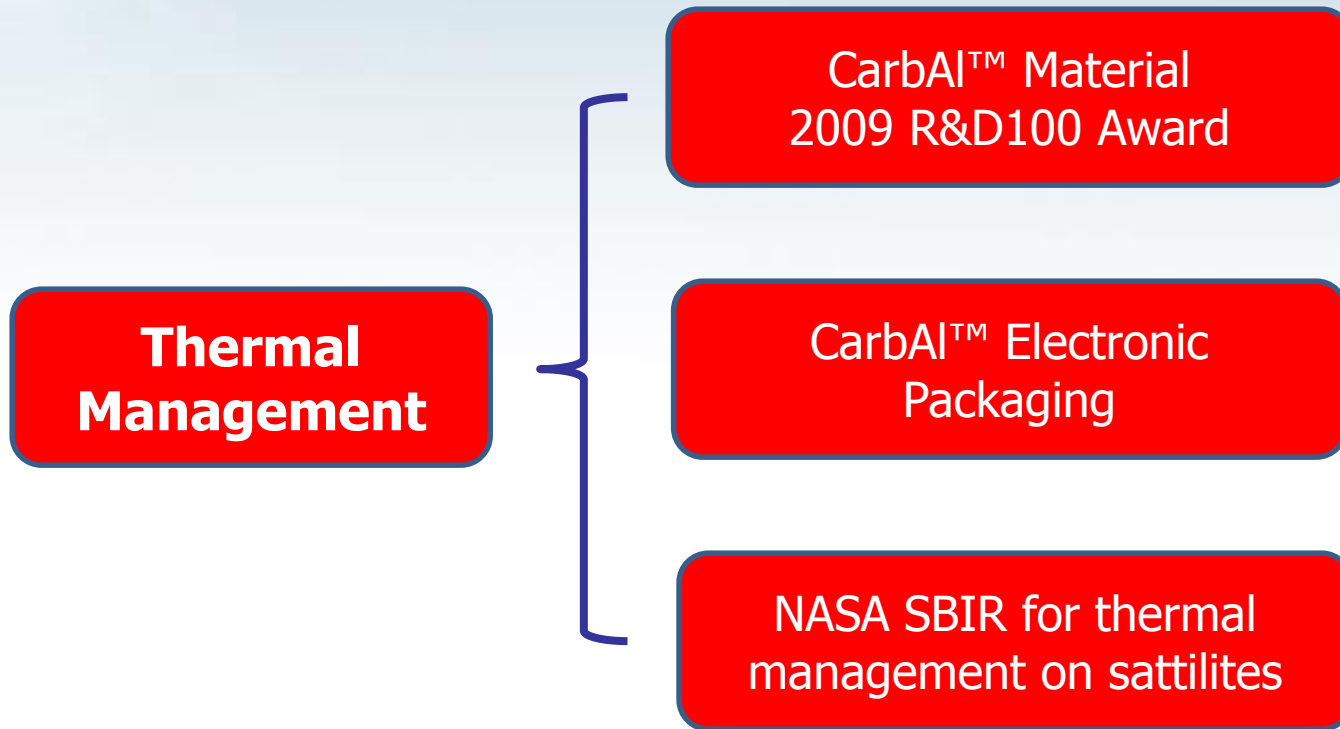 Thermal
Management
CarbAl™ Material
2009 R&D100 Award
CarbAl™ Electronic
Packaging
NASA SBIR for thermal
management on sattilites